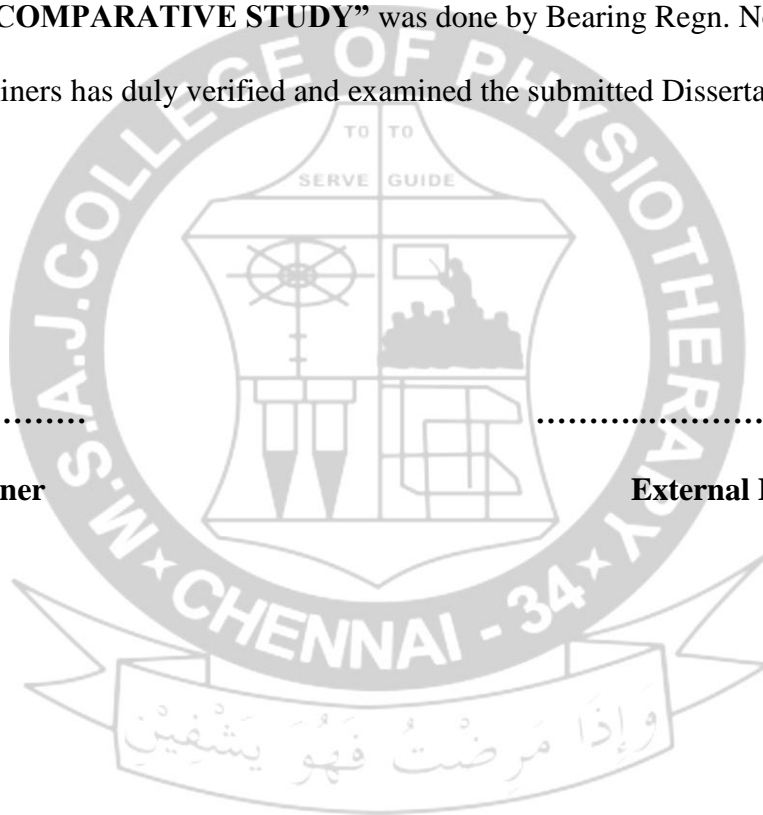 COMPARATIVE STUDY” was done by Bearing Regn. No
iners has duly verified and examined the submitted Disserta
M.S.A.J.COLLEGE OF PHYSIOTHERAPY
TO TO
SERVE GUIDE
……… ………..…………
ner External
CHENNAI - 34
وَإِذَا مَرِضْتُ فَهُوَ يَشْفِيْنِ